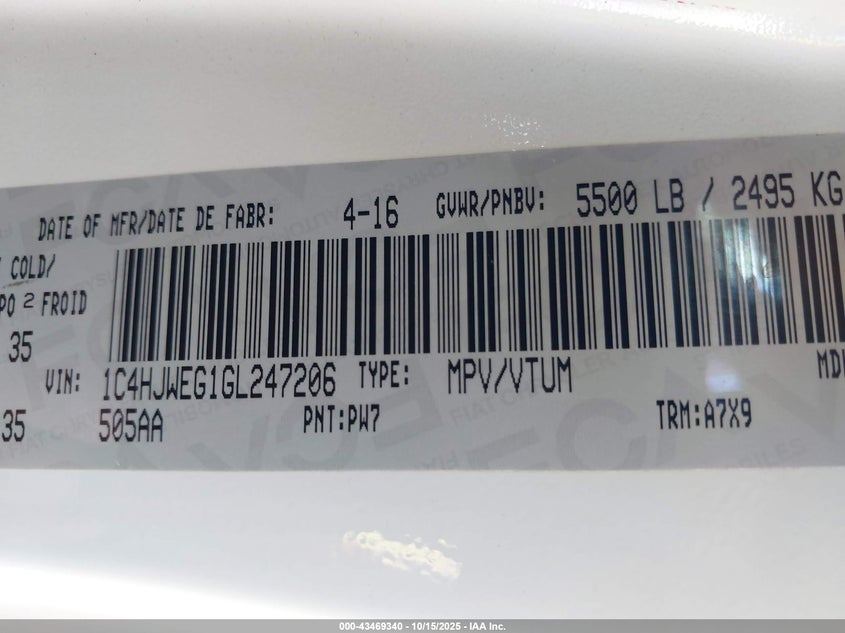 DATE OF MFR/DATE DE FABR: 4-16 GVWR/PNBV: 5500 LB / 2495 KG
COLD/
PO 2 FROID
35
VIN: 1C4HJWEG1GL247206 TYPE: MPV/VTUM MD
35 505AA PNT:PW7 TRM:A7X9
000-43469340 - 10/15/2025 - IAA Inc.